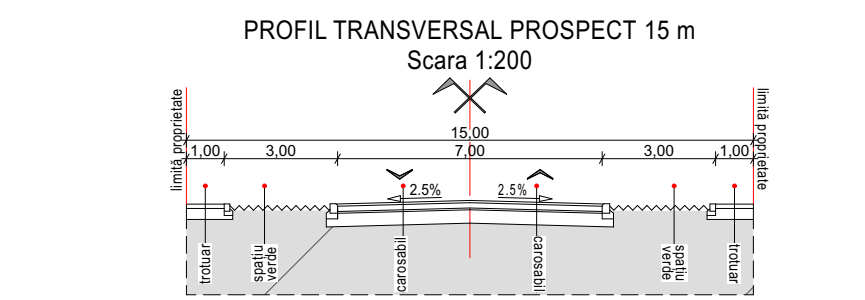 PROFIL TRANSVERSAL PROSPECT 15 m
Scara 1:200
limită proprietate
limită proprietate
15,00
1,00 3,00 7,00 3,00 1,00
2.5% 2.5%
trotuar
spațiu
verde
carosabil
carosabil
spațiu
verde
trotuar